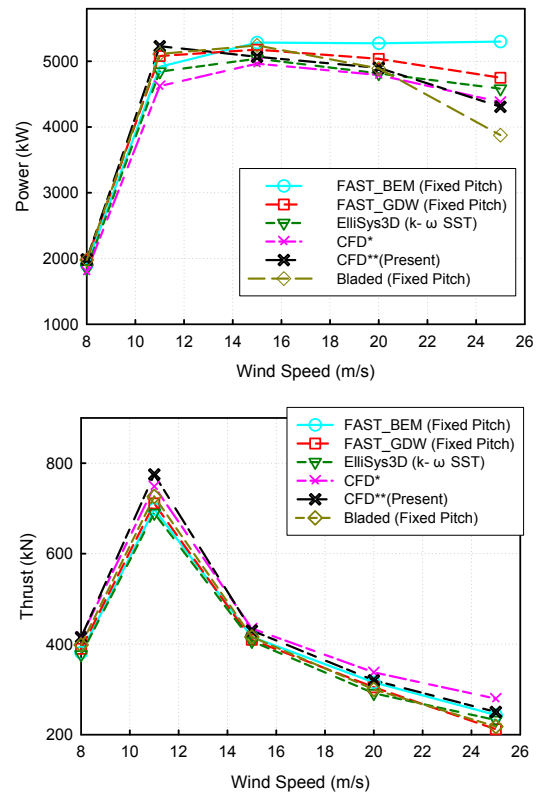 5000
4000
3000
2000
1000
Power (kW)
FAST_BEM (Fixed Pitch)
FAST_GDW (Fixed Pitch)
ElliSys3D (k- ω SST)
CFD*
CFD**(Present)
Bladed (Fixed Pitch)
8 10 12 14 16 18 20 22 24 26
Wind Speed (m/s)
800
600
400
200
Thrust (kN)
FAST_BEM (Fixed Pitch)
FAST_GDW (Fixed Pitch)
ElliSys3D (k- ω SST)
CFD*
CFD**(Present)
Bladed (Fixed Pitch)
8 10 12 14 16 18 20 22 24 26
Wind Speed (m/s)